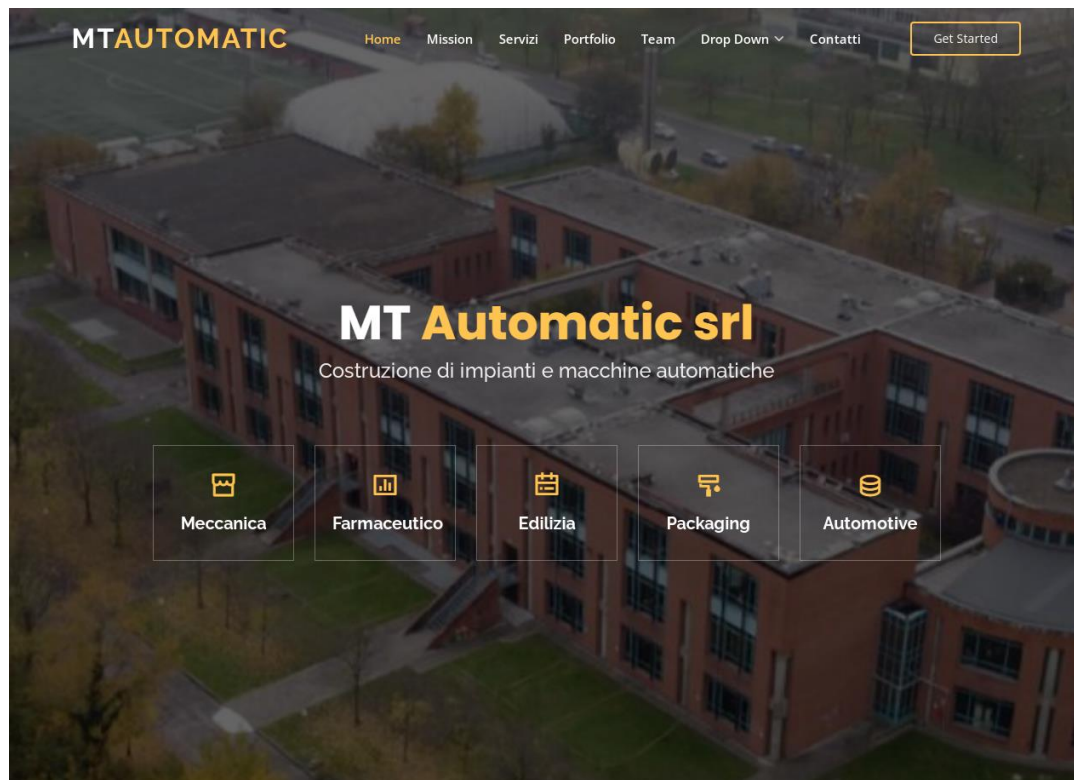 MTAUTOMATIC
Home Mission Servizi Portfolio Team Drop Down Contatti Get Started
MT Automatic srl
Costruzione di impianti e macchine automatiche
Meccanica Farmaceutico Edilizia Packaging Automotive